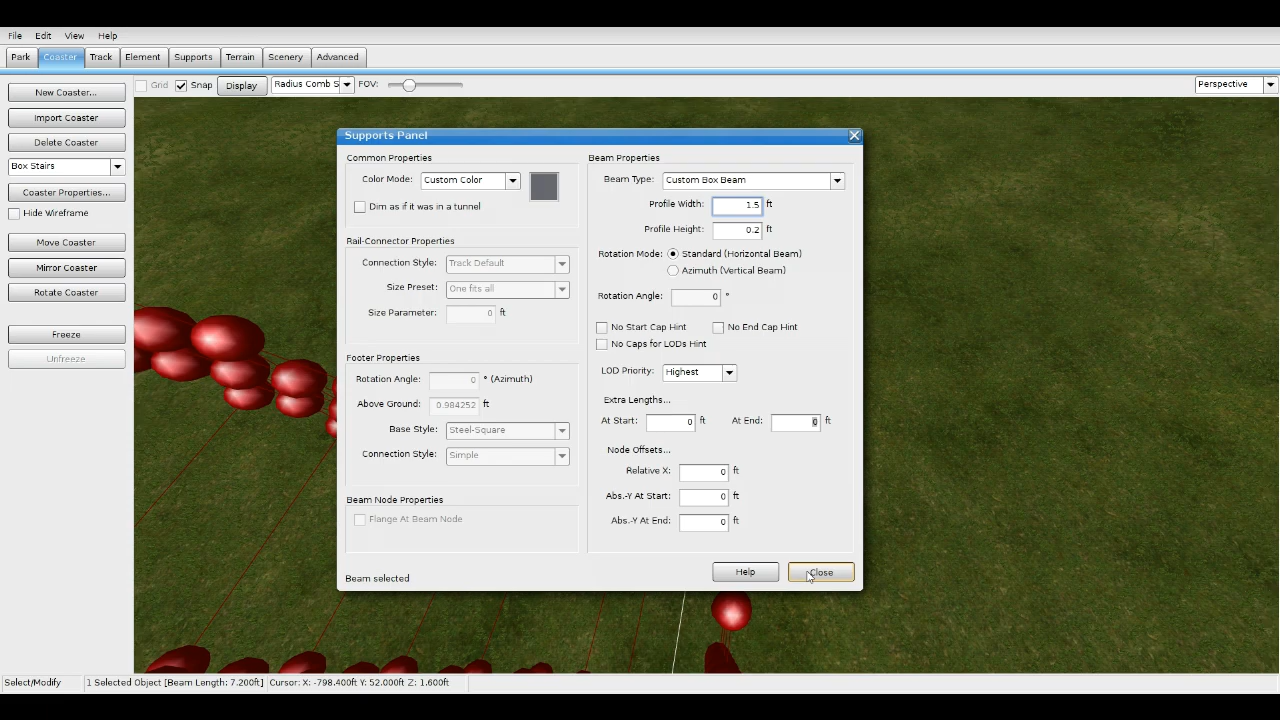 File Edit View Help
Park Coaster Track Element Supports Terrain Scenery Advanced
Grid Snap Display Radius Comb S FOV: Perspective
New Coaster...
Import Coaster
Delete Coaster
Box Stairs
Coaster Properties...
Hide Wireframe
Move Coaster
Mirror Coaster
Rotate Coaster
Freeze
Unfreeze
Supports Panel
Common Properties
Color Mode: Custom Color
Dim as if it was in a tunnel
Rail-Connector Properties
Connection Style: Track Default
Size Preset: One fits all
Size Parameter: 0 ft
Footer Properties
Rotation Angle: 0 ° (Azimuth)
Above Ground: 0.984252 ft
Base Style: Steel-Square
Connection Style: Simple
Beam Node Properties
Flange At Beam Node
Beam selected
Beam Properties
Beam Type: Custom Box Beam
Profile Width: 1.5 ft
Profile Height: 0.2 ft
Rotation Mode: Standard (Horizontal Beam)
Azimuth (Vertical Beam)
Rotation Angle: 0 °
No Start Cap Hint No End Cap Hint
No Caps for LODs Hint
LOD Priority: Highest
Extra Lengths...
At Start: 0 ft At End: 0 ft
Node Offsets...
Relative X: 0 ft
Abs.-Y At Start: 0 ft
Abs.-Y At End: 0 ft
Help Close
Select/Modify 1 Selected Object [Beam Length: 7.200ft] Cursor: X: -798.400ft Y: 52.000ft Z: 1.600ft